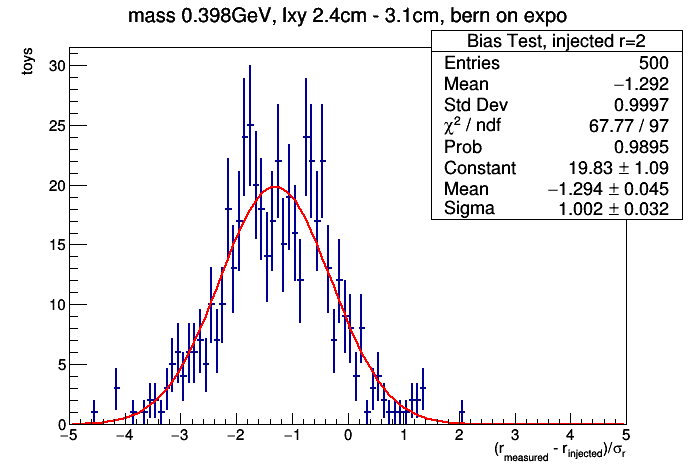 mass 0.398GeV, lxy 2.4cm - 3.1cm, bern on expo
Bias Test, injected r=2
Entries 500
Mean −1.292
Std Dev 0.9997
χ² / ndf 67.77 / 97
Prob 0.9895
Constant 19.83 ± 1.09
Mean −1.294 ± 0.045
Sigma 1.002 ± 0.032
toys
30
25
20
15
10
5
0
−5 −4 −3 −2 −1 0 1 2 3 4 5
(r_measured - r_injected)/σ_r